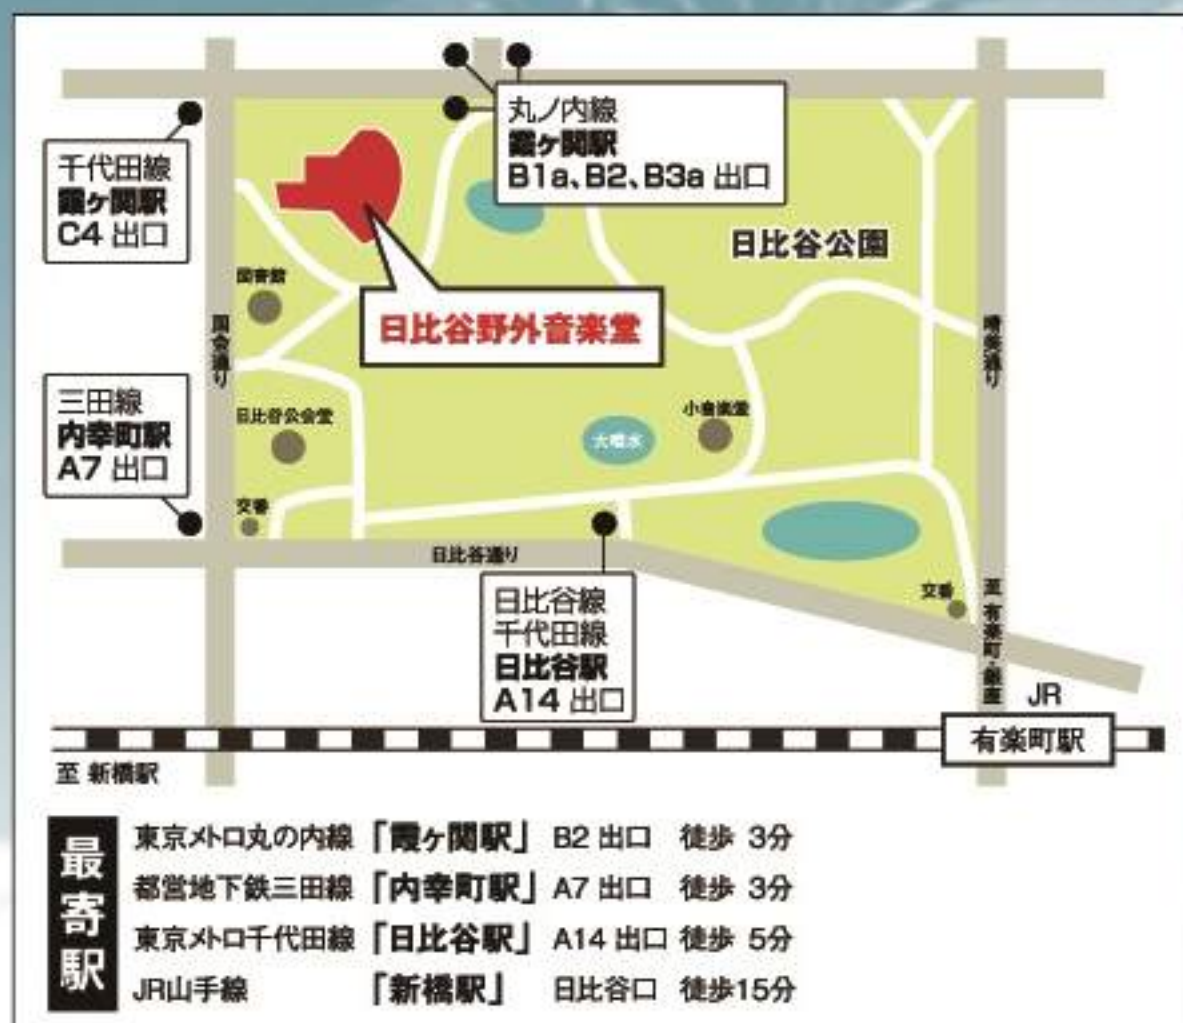 丸ノ内線
霞ヶ関駅
B1a、B2、B3a 出口
千代田線
霞ヶ関駅
C4 出口
日比谷公園
図書館
日比谷野外音楽堂
国会通り
晴海通り
三田線
内幸町駅
A7 出口
日比谷公会堂
小音楽堂
大噴水
交番
日比谷通り
日比谷線
千代田線
日比谷駅
A14 出口
交番
至 有楽町・銀座
JR
有楽町駅
至 新橋駅
最寄駅
東京メトロ丸の内線「霞ヶ関駅」 B2 出口 徒歩 3分
都営地下鉄三田線「内幸町駅」 A7 出口 徒歩 3分
東京メトロ千代田線「日比谷駅」 A14 出口 徒歩 5分
JR山手線「新橋駅」 日比谷口 徒歩15分